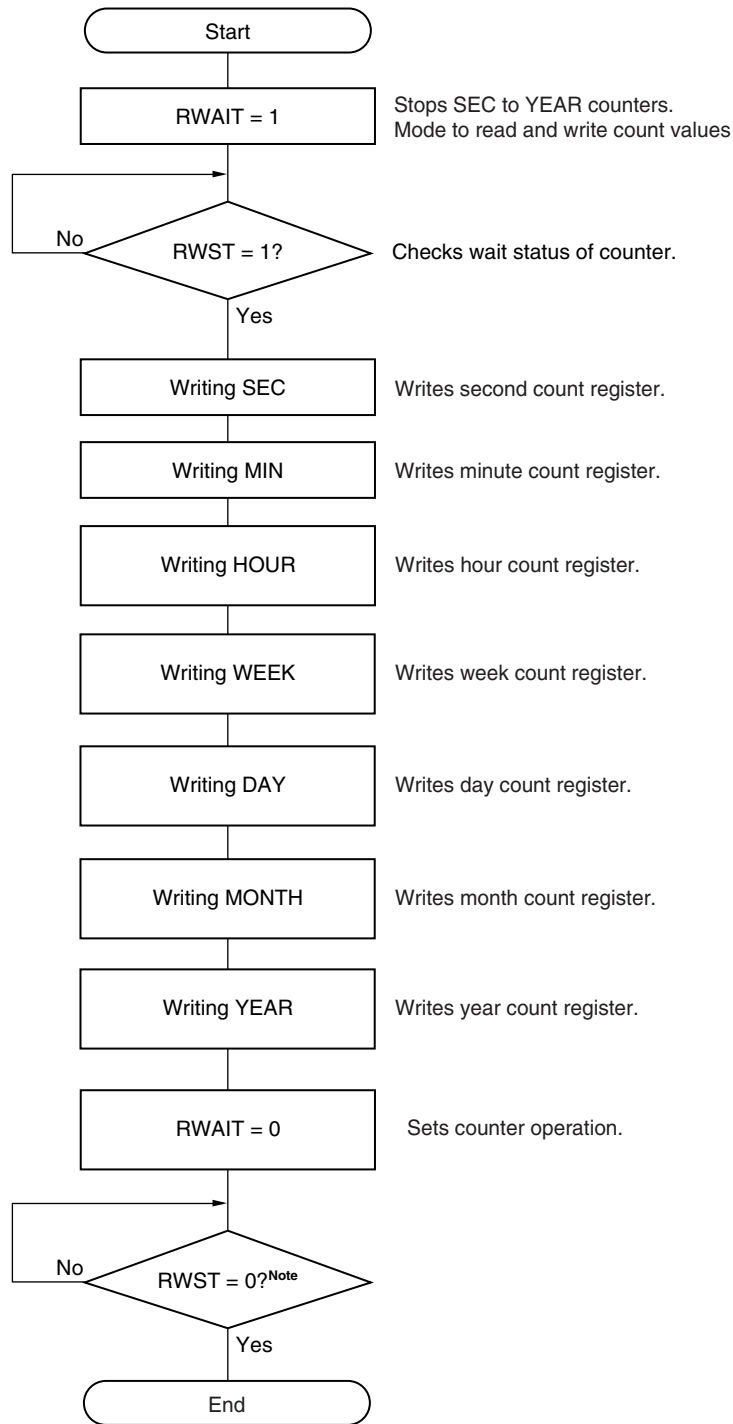 Start
RWAIT = 1
Stops SEC to YEAR counters.
Mode to read and write count values
No
RWST = 1?
Checks wait status of counter.
Yes
Writing SEC
Writes second count register.
Writing MIN
Writes minute count register.
Writing HOUR
Writes hour count register.
Writing WEEK
Writes week count register.
Writing DAY
Writes day count register.
Writing MONTH
Writes month count register.
Writing YEAR
Writes year count register.
RWAIT = 0
Sets counter operation.
No
RWST = 0?Note
Yes
End